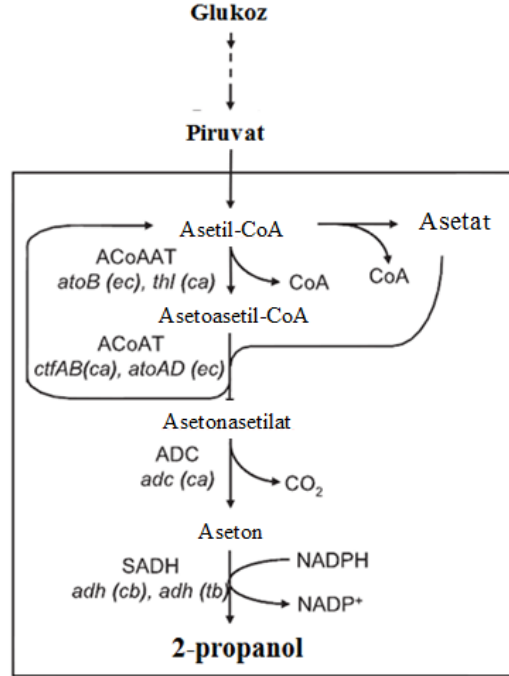 Glukoz
Piruvat
Asetil-CoA
Asetat
ACoAAT
atoB (ec), thl (ca)
CoA
CoA
Asetoasetil-CoA
ACoAT
ctfAB(ca), atoAD (ec)
Asetonasetilat
ADC
adc (ca)
CO₂
Aseton
SADH
adh (cb), adh (tb)
NADPH
NADP⁺
2-propanol